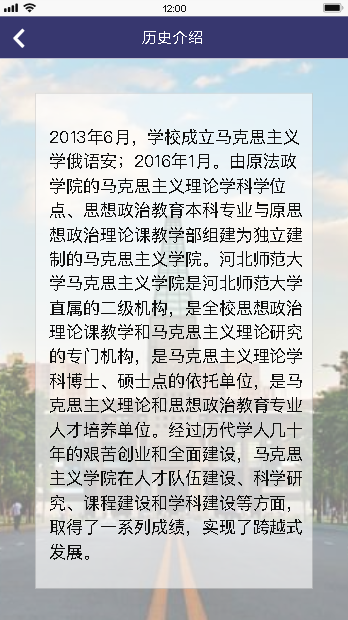 12:00
历史介绍
2013年6月，学校成立马克思主义
学俄语安；2016年1月。由原法政
学院的马克思主义理论学科学位
点、思想政治教育本科专业与原思
想政治理论课教学部组建为独立建
制的马克思主义学院。河北师范大
学马克思主义学院是河北师范大学
直属的二级机构，是全校思想政治
理论课教学和马克思主义理论研究
的专门机构，是马克思主义理论学
科博士、硕士点的依托单位，是马
克思主义理论和思想政治教育专业
人才培养单位。经过历代学人几十
年的艰苦创业和全面建设，马克思
主义学院在人才队伍建设、科学研
究、课程建设和学科建设等方面，
取得了一系列成绩，实现了跨越式
发展。